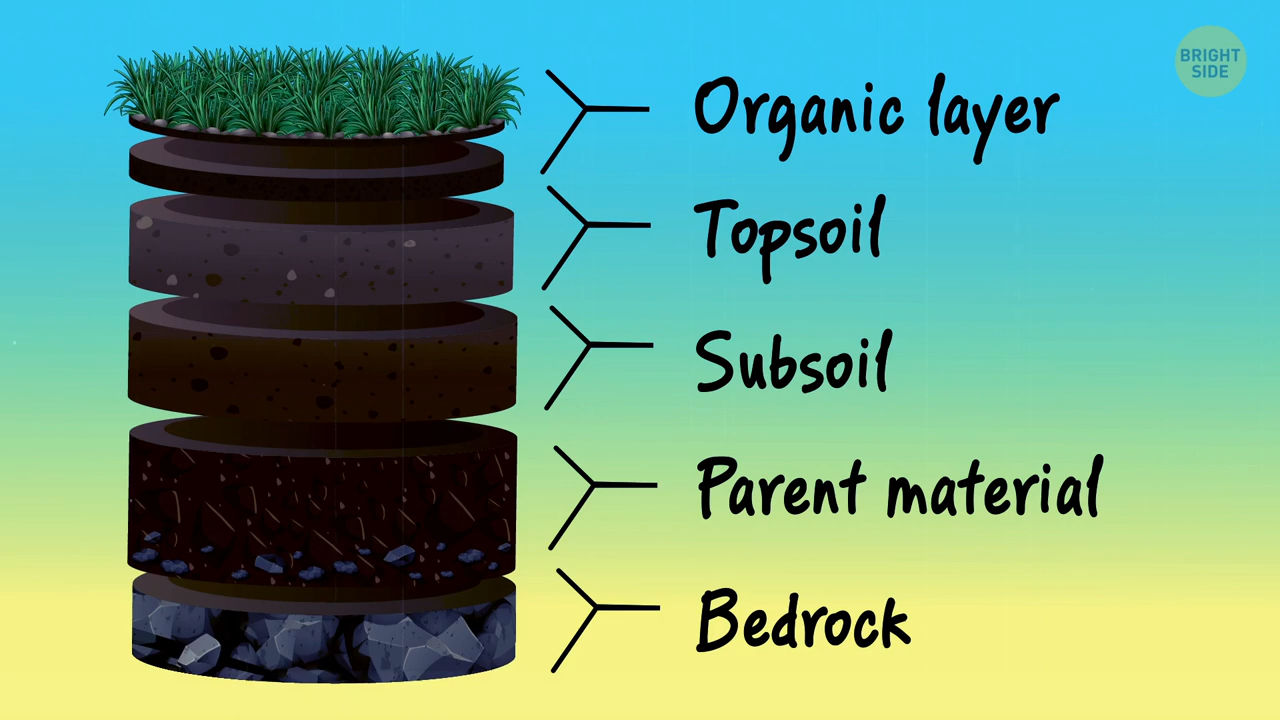 BRIGHT
SIDE
Organic layer
Topsoil
Subsoil
Parent material
Bedrock